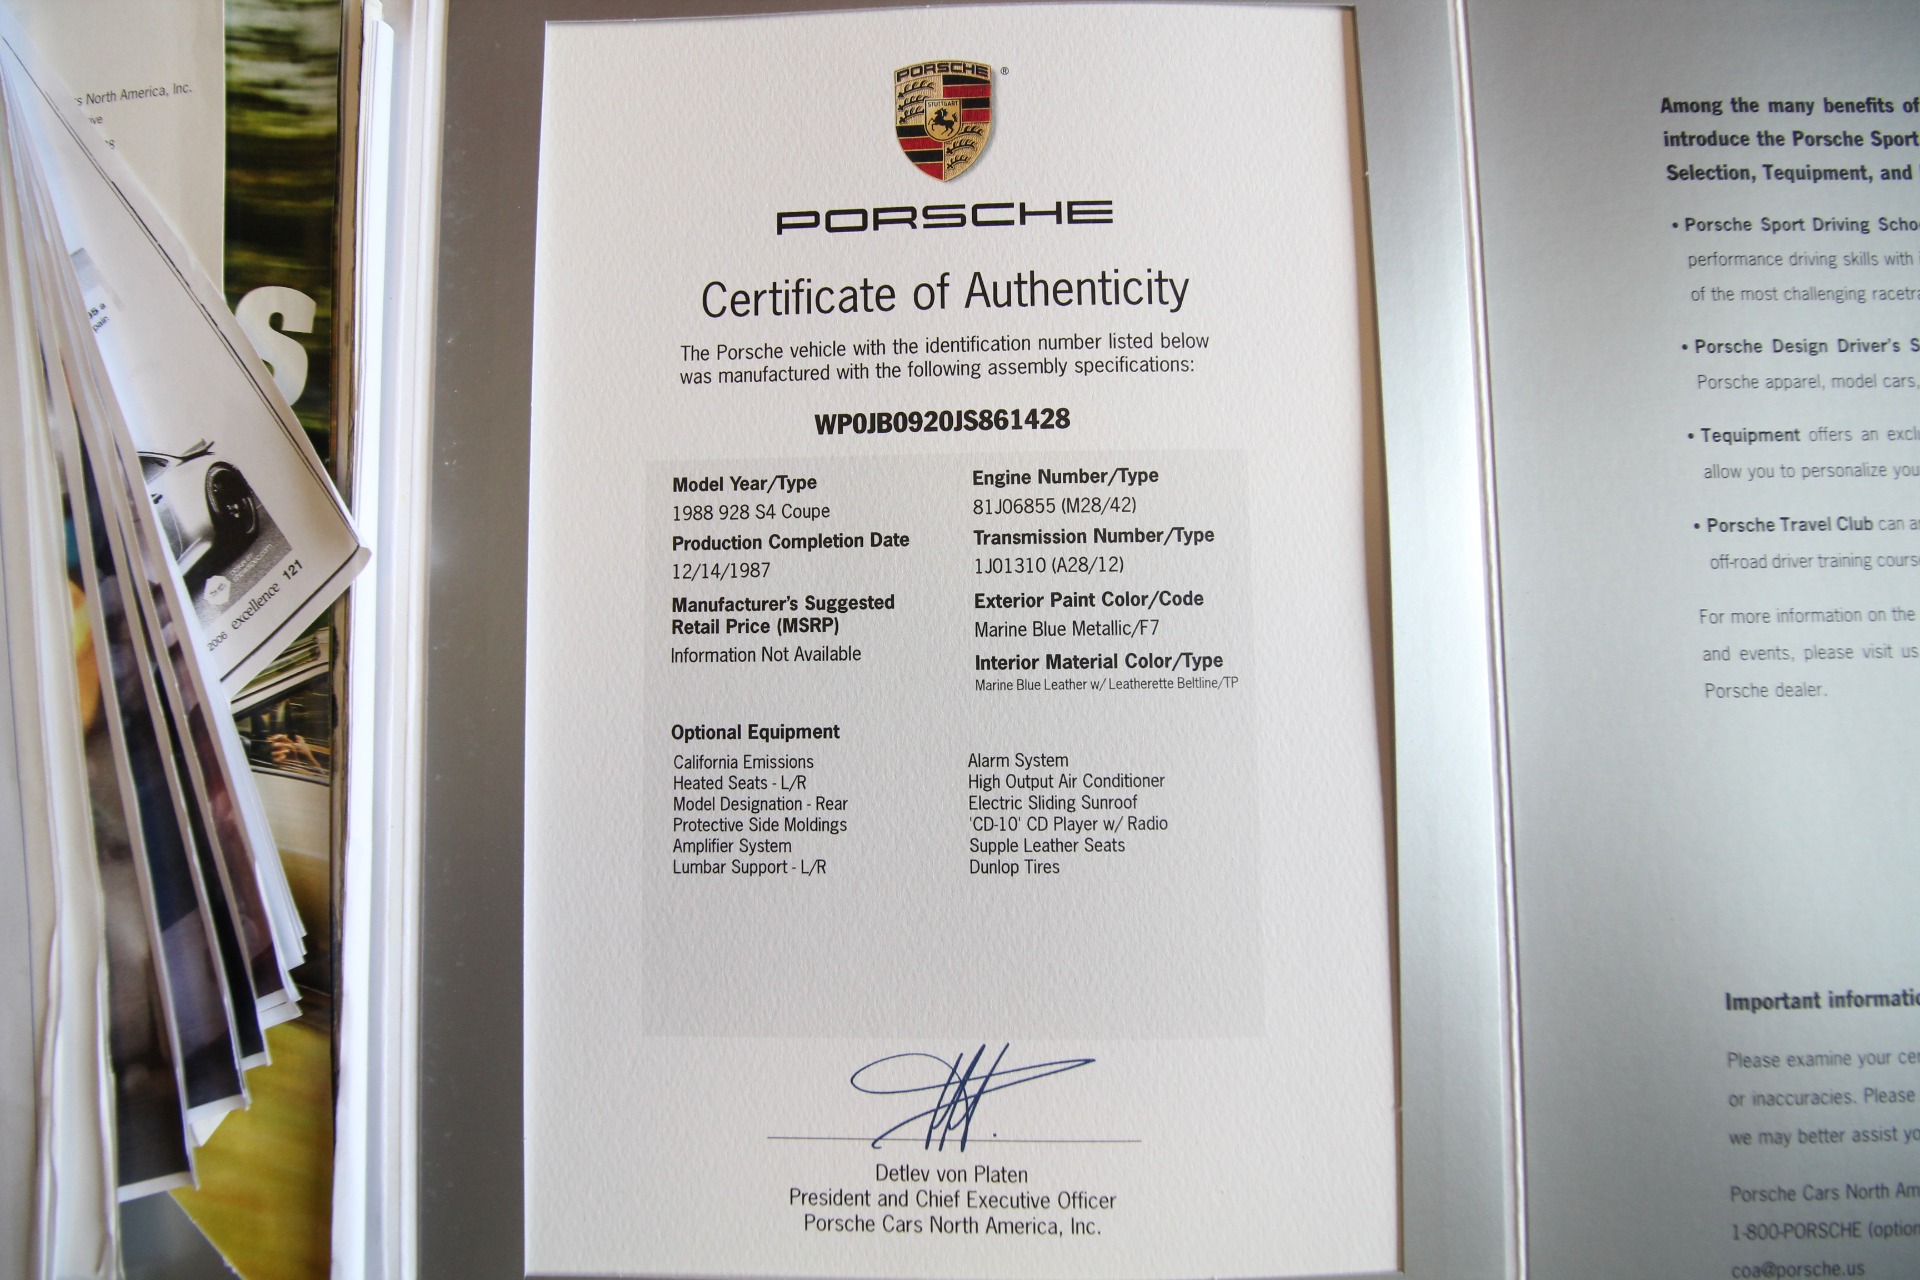 s North America, Inc.
ive
S
excellence 121
2006
PORSCHE
STUTTGART
®
PORSCHE
Certificate of Authenticity
The Porsche vehicle with the identification number listed below
was manufactured with the following assembly specifications:
WP0JB0920JS861428
Model Year/Type
1988 928 S4 Coupe
Production Completion Date
12/14/1987
Manufacturer's Suggested
Retail Price (MSRP)
Information Not Available
Engine Number/Type
81J06855 (M28/42)
Transmission Number/Type
1J01310 (A28/12)
Exterior Paint Color/Code
Marine Blue Metallic/F7
Interior Material Color/Type
Marine Blue Leather w/ Leatherette Beltline/TP
Optional Equipment
California Emissions
Heated Seats - L/R
Model Designation - Rear
Protective Side Moldings
Amplifier System
Lumbar Support - L/R
Alarm System
High Output Air Conditioner
Electric Sliding Sunroof
'CD-10' CD Player w/ Radio
Supple Leather Seats
Dunlop Tires
Detlev von Platen
President and Chief Executive Officer
Porsche Cars North America, Inc.
Among the many benefits of
introduce the Porsche Sport
Selection, Tequipment, and
• Porsche Sport Driving Schoo
performance driving skills with
of the most challenging racetra
• Porsche Design Driver's S
Porsche apparel, model cars,
• Tequipment offers an exclu
allow you to personalize you
• Porsche Travel Club can ar
off-road driver training course
For more information on the
and events, please visit us
Porsche dealer.
Important informatio
Please examine your cer
or inaccuracies. Please
we may better assist yo
Porsche Cars North Am
1-800-PORSCHE (option
coa@porsche.us